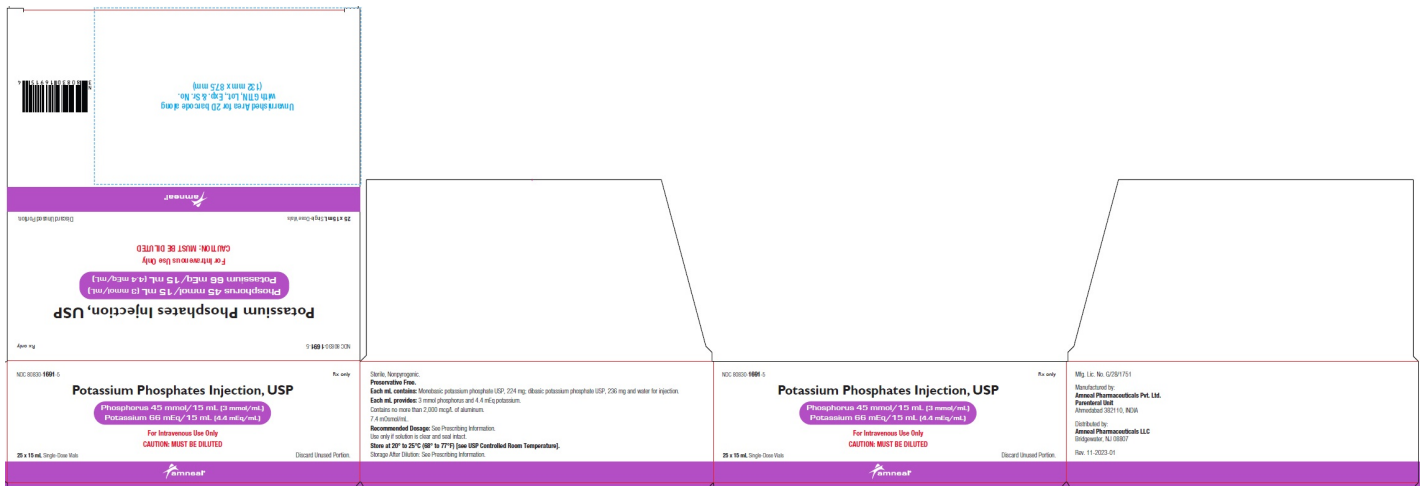 N
3 80830 16915 4
Unvarnished Area for 2D barcode along
with GTIN, Lot, Exp. & Sr. No.
(132 mm x 87.5 mm)
amneal
25 x 15 mL Single-Dose Vials
Discard Unused Portion.
CAUTION: MUST BE DILUTED
For Intravenous Use Only
Phosphorus 45 mmol/15 mL (3 mmol/mL)
Potassium 66 mEq/15 mL (4.4 mEq/mL)
Potassium Phosphates Injection, USP
NDC 80830-1691-5
Rx only
NDC 80830-1691-5
Rx only
Potassium Phosphates Injection, USP
Phosphorus 45 mmol/15 mL (3 mmol/mL)
Potassium 66 mEq/15 mL (4.4 mEq/mL)
For Intravenous Use Only
CAUTION: MUST BE DILUTED
25 x 15 mL Single-Dose Vials
Discard Unused Portion.
amneal
Sterile, Nonpyrogenic.
Preservative Free.
Each mL contains: Monobasic potassium phosphate USP, 224 mg; dibasic potassium phosphate USP, 236 mg and water for injection.
Each mL provides: 3 mmol phosphorus and 4.4 mEq potassium.
Contains no more than 2,000 mcg/L of aluminum.
7.4 mOsmol/mL.
Recommended Dosage: See Prescribing Information.
Use only if solution is clear and seal intact.
Store at 20° to 25°C (68° to 77°F) [see USP Controlled Room Temperature].
Storage After Dilution: See Prescribing Information.
NDC 80830-1691-5
Rx only
Potassium Phosphates Injection, USP
Phosphorus 45 mmol/15 mL (3 mmol/mL)
Potassium 66 mEq/15 mL (4.4 mEq/mL)
For Intravenous Use Only
CAUTION: MUST BE DILUTED
25 x 15 mL Single-Dose Vials
Discard Unused Portion.
amneal
Mfg. Lic. No. G/28/1751
Manufactured by:
Amneal Pharmaceuticals Pvt. Ltd.
Parenteral Unit
Ahmedabad 382110, INDIA
Distributed by:
Amneal Pharmaceuticals LLC
Bridgewater, NJ 08807
Rev. 11-2023-01